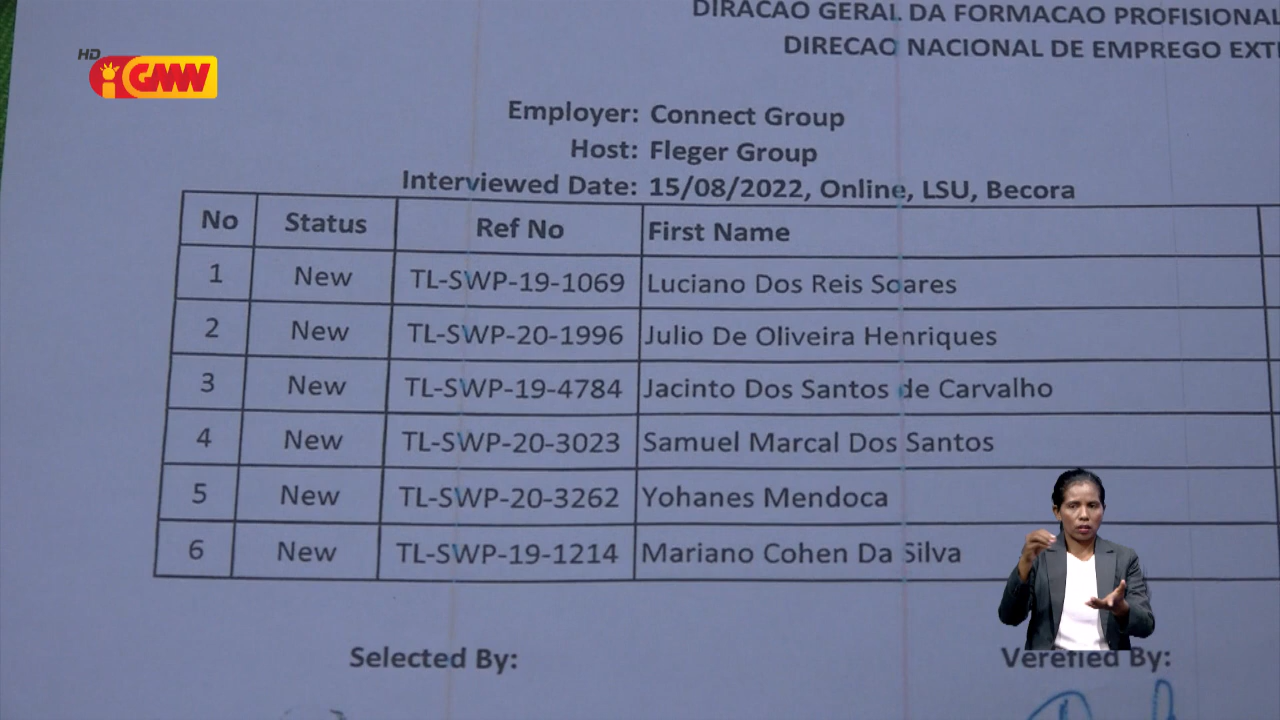 DIRACAO GERAL DA FORMACAO PROFISIONAL
DIRECAO NACIONAL DE EMPREGO
HD
GMN
Employer: Connect Group
Host: Fleger Group
Interviewed Date: 15/08/2022, Online, LSU, Becora
No Status Ref No First Name
1 New TL-SWP-19-1069 Luciano Dos Reis Soares
2 New TL-SWP-20-1996 Julio De Oliveira Henriques
3 New TL-SWP-19-4784 Jacinto Dos Santos de Carvalho
4 New TL-SWP-20-3023 Samuel Marcal Dos Santos
5 New TL-SWP-20-3262 Yohanes Mendoca
6 New TL-SWP-19-1214 Mariano Cohen Da Silva
Selected By: Verefied By: